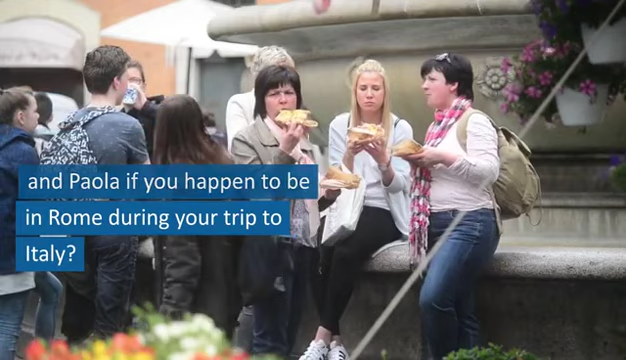 and Paola if you happen to be
in Rome during your trip to
Italy?